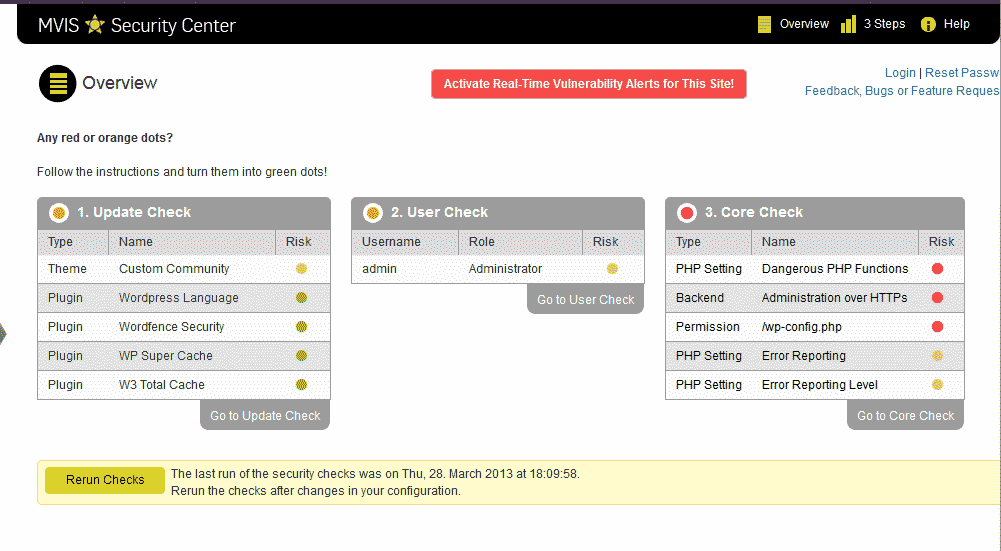 MVIS Security Center
Overview 3 Steps Help
Overview
Activate Real-Time Vulnerability Alerts for This Site!
Login | Reset Passw
Feedback, Bugs or Feature Reques
Any red or orange dots?
Follow the instructions and turn them into green dots!
1. Update Check
Type Name Risk
Theme Custom Community
Plugin Wordpress Language
Plugin Wordfence Security
Plugin WP Super Cache
Plugin W3 Total Cache
Go to Update Check
2. User Check
Username Role Risk
admin Administrator
Go to User Check
3. Core Check
Type Name Risk
PHP Setting Dangerous PHP Functions
Backend Administration over HTTPs
Permission /wp-config.php
PHP Setting Error Reporting
PHP Setting Error Reporting Level
Go to Core Check
Rerun Checks
The last run of the security checks was on Thu, 28. March 2013 at 18:09:58.
Rerun the checks after changes in your configuration.